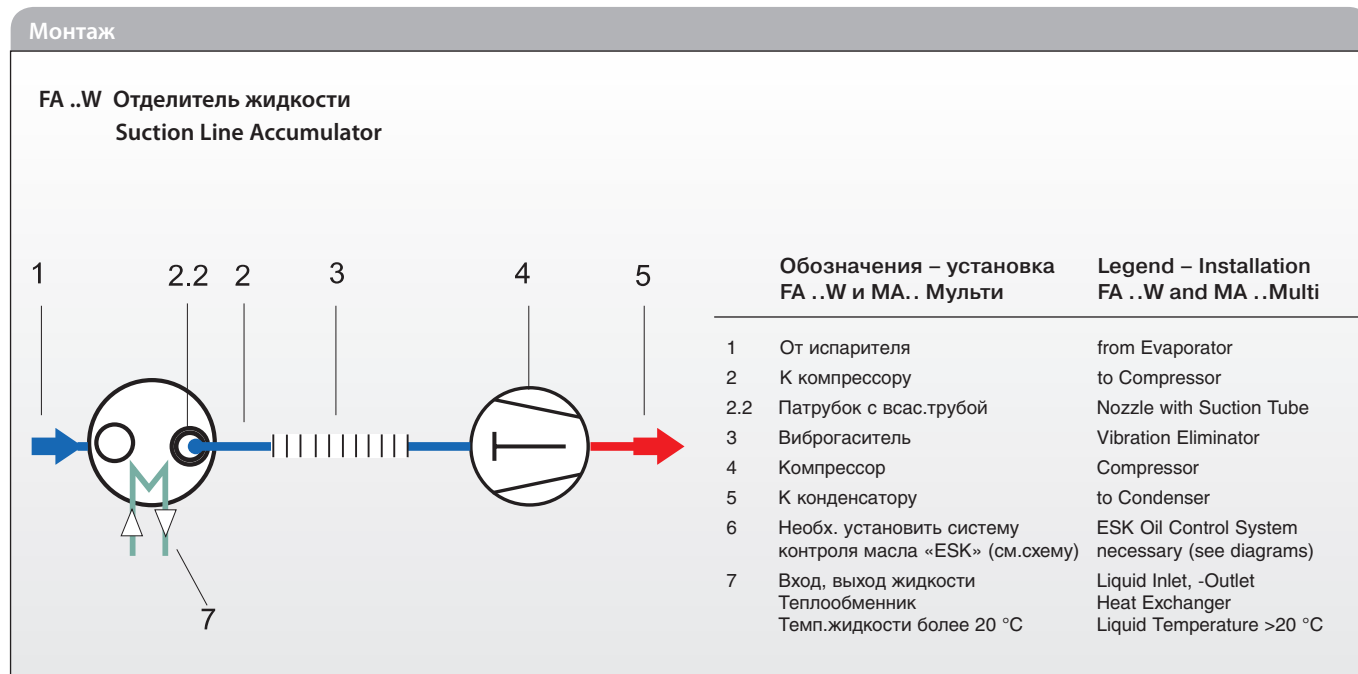 Монтаж
FA ..W Отделитель жидкости
Suction Line Accumulator
1 2.2 2 3 4 5
7
Обозначения – установка Legend – Installation
FA ..W и MA.. Мульти FA ..W and MA ..Multi
1 От испарителя from Evaporator
2 К компрессору to Compressor
2.2 Патрубок с всас.трубой Nozzle with Suction Tube
3 Виброгаситель Vibration Eliminator
4 Компрессор Compressor
5 К конденсатору to Condenser
6 Необх. установить систему ESK Oil Control System
контроля масла «ESK» (см.схему) necessary (see diagrams)
7 Вход, выход жидкости Liquid Inlet, -Outlet
Теплообменник Heat Exchanger
Темп.жидкости более 20 °C Liquid Temperature >20 °C